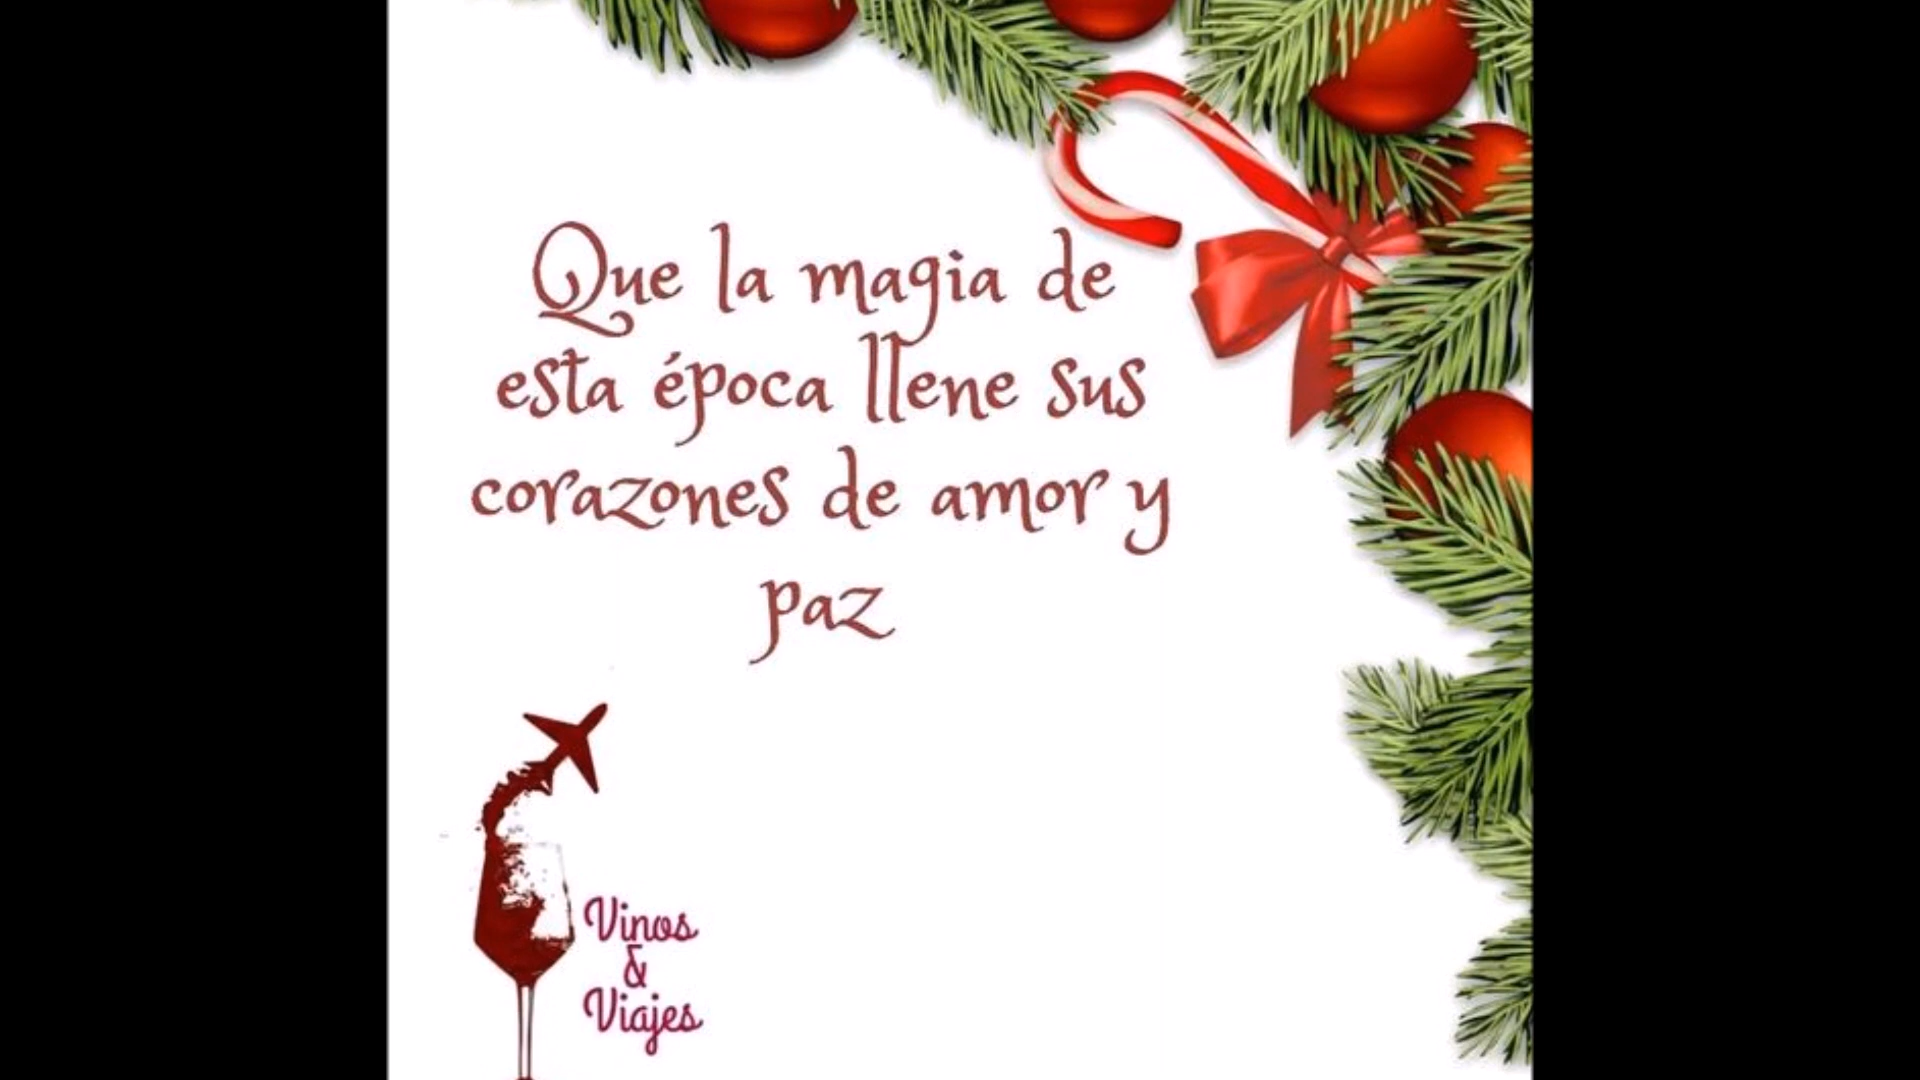 Que la magia de
esta época llene sus
corazones de amor y
paz
Vinos
&
Viajes